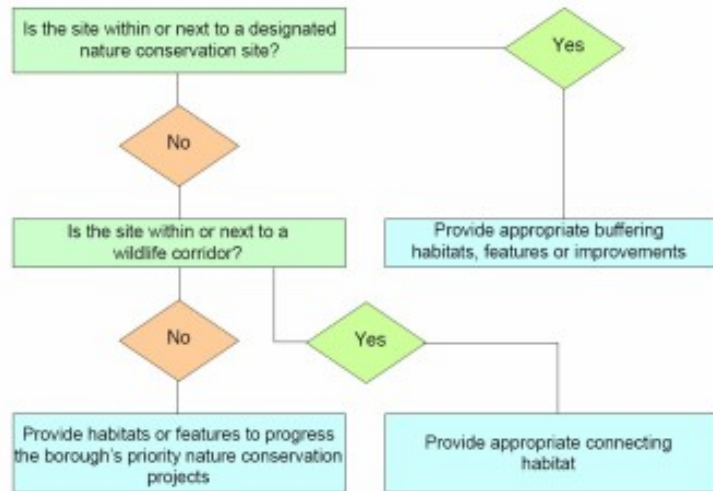 Is the site within or next to a designated
nature conservation site?
Yes
No
Is the site within or next to a
wildlife corridor?
Provide appropriate buffering
habitats, features or improvements
No
Yes
Provide habitats or features to progress
the borough's priority nature conservation
projects
Provide appropriate connecting
habitat